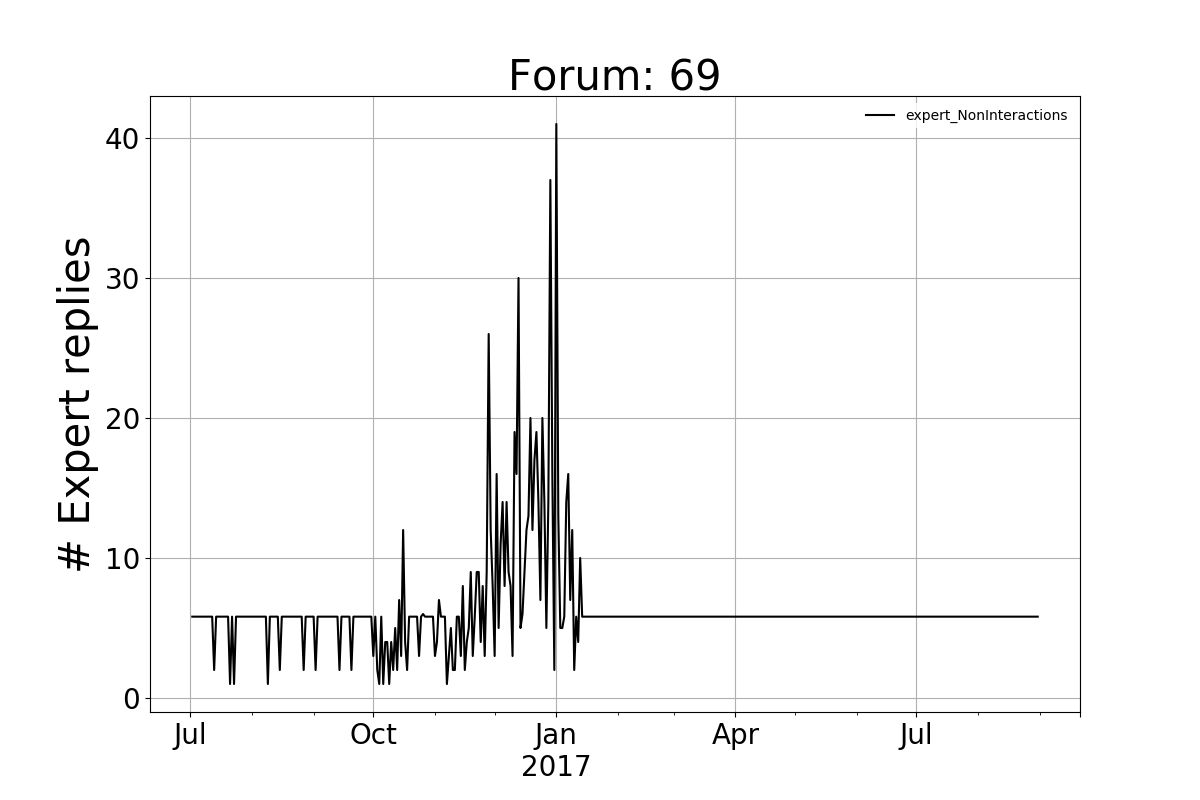 Forum: 69
expert_NonInteractions
# Expert replies
40
30
20
10
0
Jul
Oct
Jan
2017
Apr
Jul